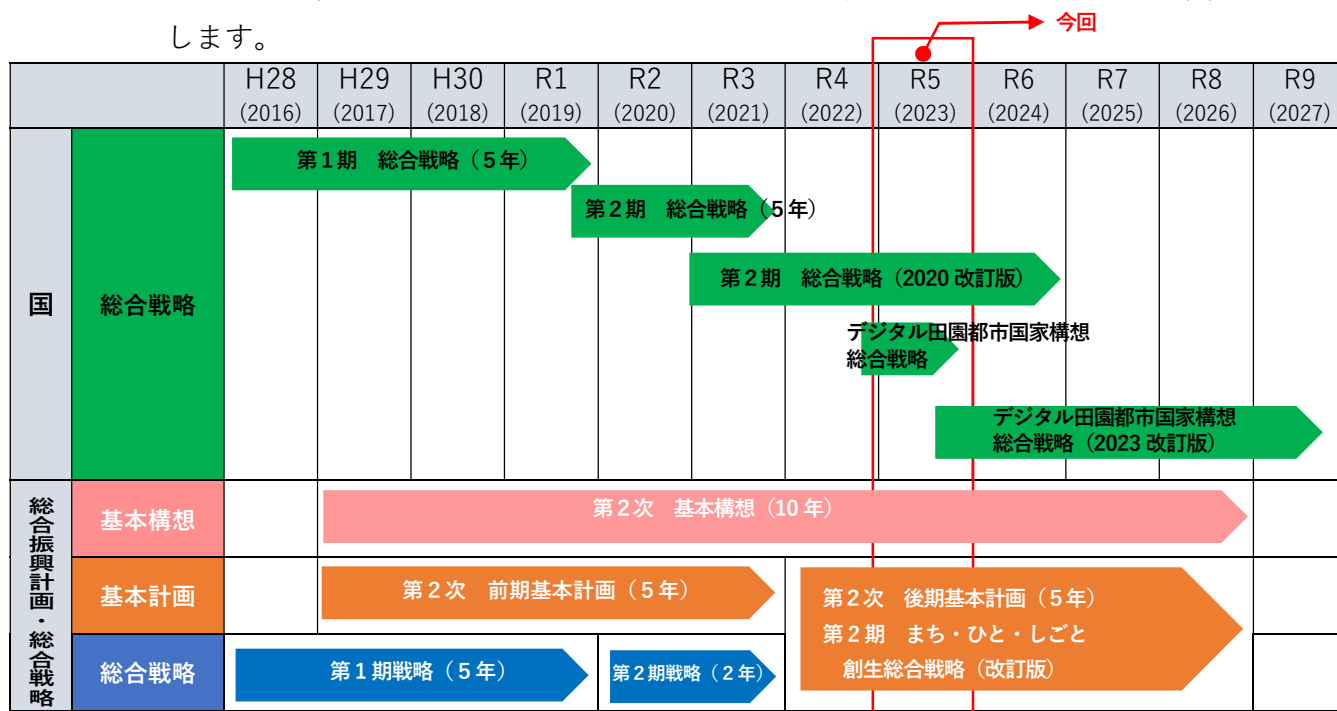 今回
します。
H28 H29 H30 R1 R2 R3 R4 R5 R6 R7 R8 R9
(2016) (2017) (2018) (2019) (2020) (2021) (2022) (2023) (2024) (2025) (2026) (2027)
国
総合戦略
第1期 総合戦略(5年)
第2期 総合戦略(5年)
第2期 総合戦略(2020 改訂版)
デジタル田園都市国家構想
総合戦略
デジタル田園都市国家構想
総合戦略(2023 改訂版)
総合振興計画・総合戦略
基本構想
第2次 基本構想(10 年)
基本計画
第2次 前期基本計画(5年)
第2次 後期基本計画(5年)
第2期 まち・ひと・しごと
創生総合戦略(改訂版)
総合戦略
第1期戦略(5年)
第2期戦略(2年)